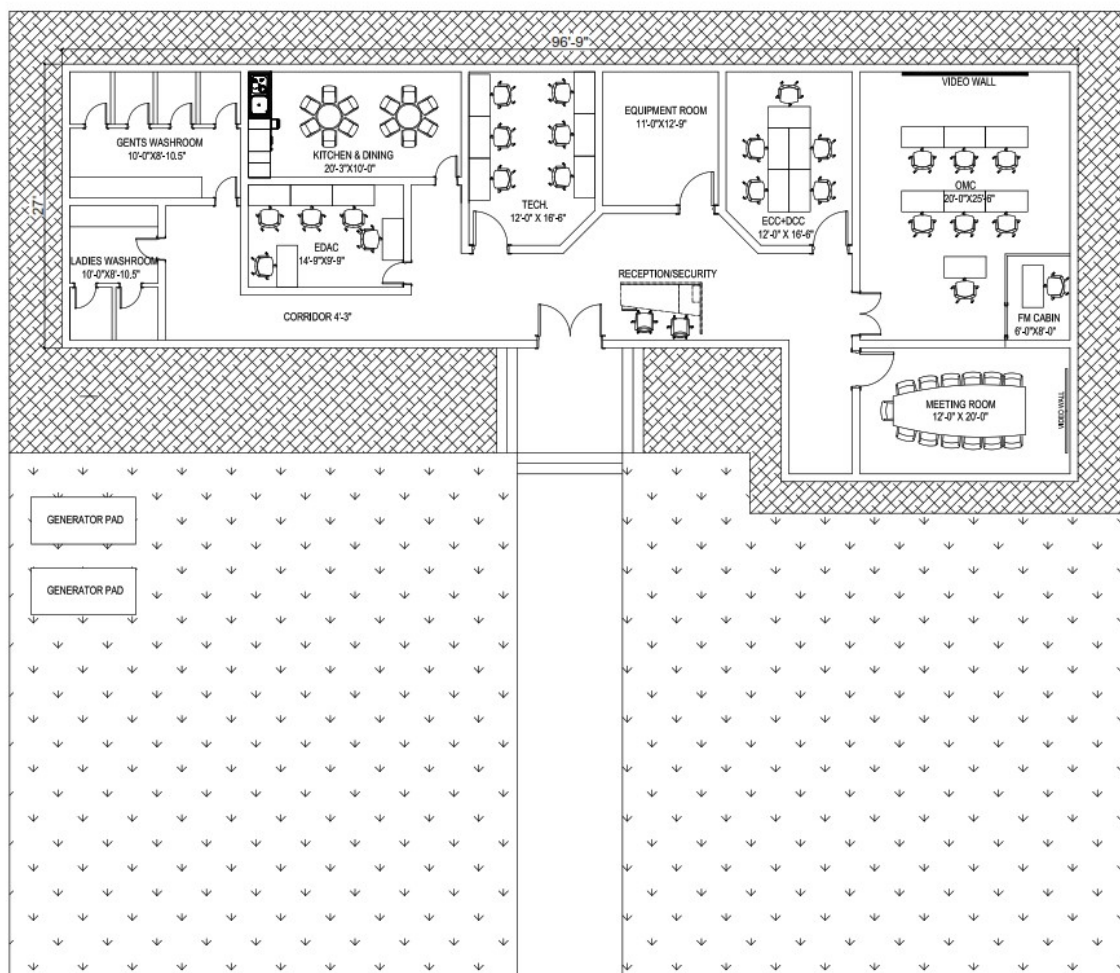 96'-9"
27'
VIDEO WALL
EQUIPMENT ROOM
11'-0"X12'-9"
GENTS WASHROOM
10'-0"X8'-10.5"
KITCHEN & DINING
20'-3"X10'-0"
TECH.
12'-0" X 16'-6"
ECC+DCC
12'-0" X 16'-6"
OMC
20'-0"X25'-6"
LADIES WASHROOM
10'-0"X8'-10.5"
EDAC
14'-9"X9'-9"
RECEPTION/SECURITY
CORRIDOR 4'-3"
FM CABIN
6'-0"X8'-0"
MEETING ROOM
12'-0" X 20'-0"
VIDEO WALL
GENERATOR PAD
GENERATOR PAD